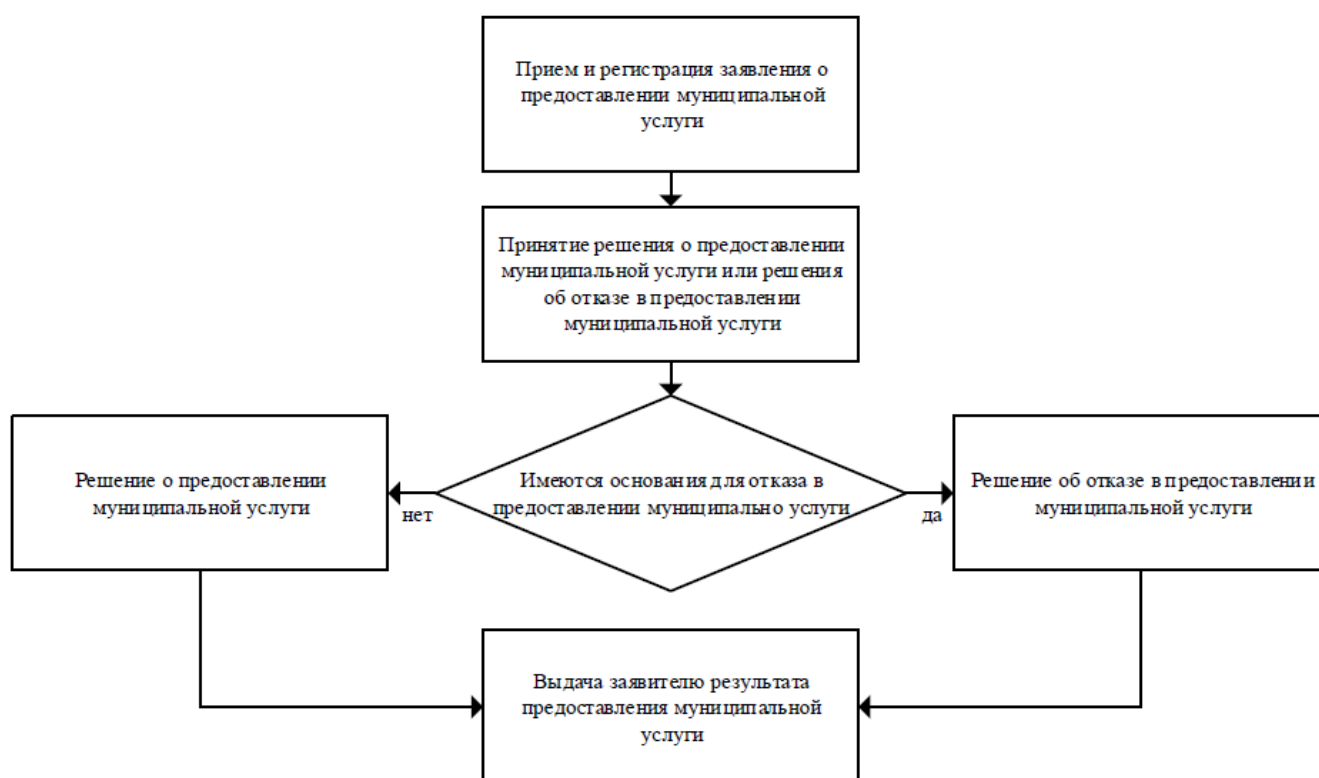 Прием и регистрация заявления о
предоставлении муниципальной
услуги
Принятие решения о предоставлении
муниципальной услуги или решения
об отказе в предоставлении
муниципальной услуги
Решение о предоставлении
муниципальной услуги
нет
Имеются основания для отказа в
предоставлении муниципально услуги
да
Решение об отказе в предоставлении
муниципальной услуги
Выдача заявителю результата
предоставления муниципальной
услуги